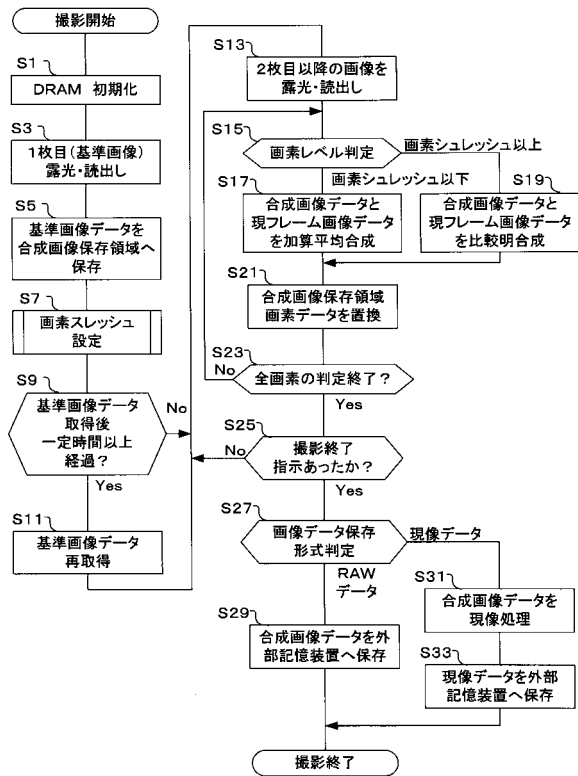 撮影開始
S1
DRAM 初期化
S3
1枚目(基準画像)
露光・読出し
S5
基準画像データを
合成画像保存領域へ
保存
S7
画素スレッシュ
設定
S9
基準画像データ
取得後
一定時間以上
経過?
No
Yes
S11
基準画像データ
再取得
S13
2枚目以降の画像を
露光・読出し
S15
画素レベル判定
画素シュレッシュ以上
画素シュレッシュ以下
S17
合成画像データと
現フレーム画像データ
を加算平均合成
S19
合成画像データと
現フレーム画像データ
を比較明合成
S21
合成画像保存領域
画素データを置換
S23
No
全画素の判定終了?
Yes
S25
No
撮影終了
指示あったか?
Yes
S27
画像データ保存
形式判定
現像データ
RAW
データ
S29
合成画像データを外
部記憶装置へ保存
S31
合成画像データを
現像処理
S33
現像データを外部
記憶装置へ保存
撮影終了